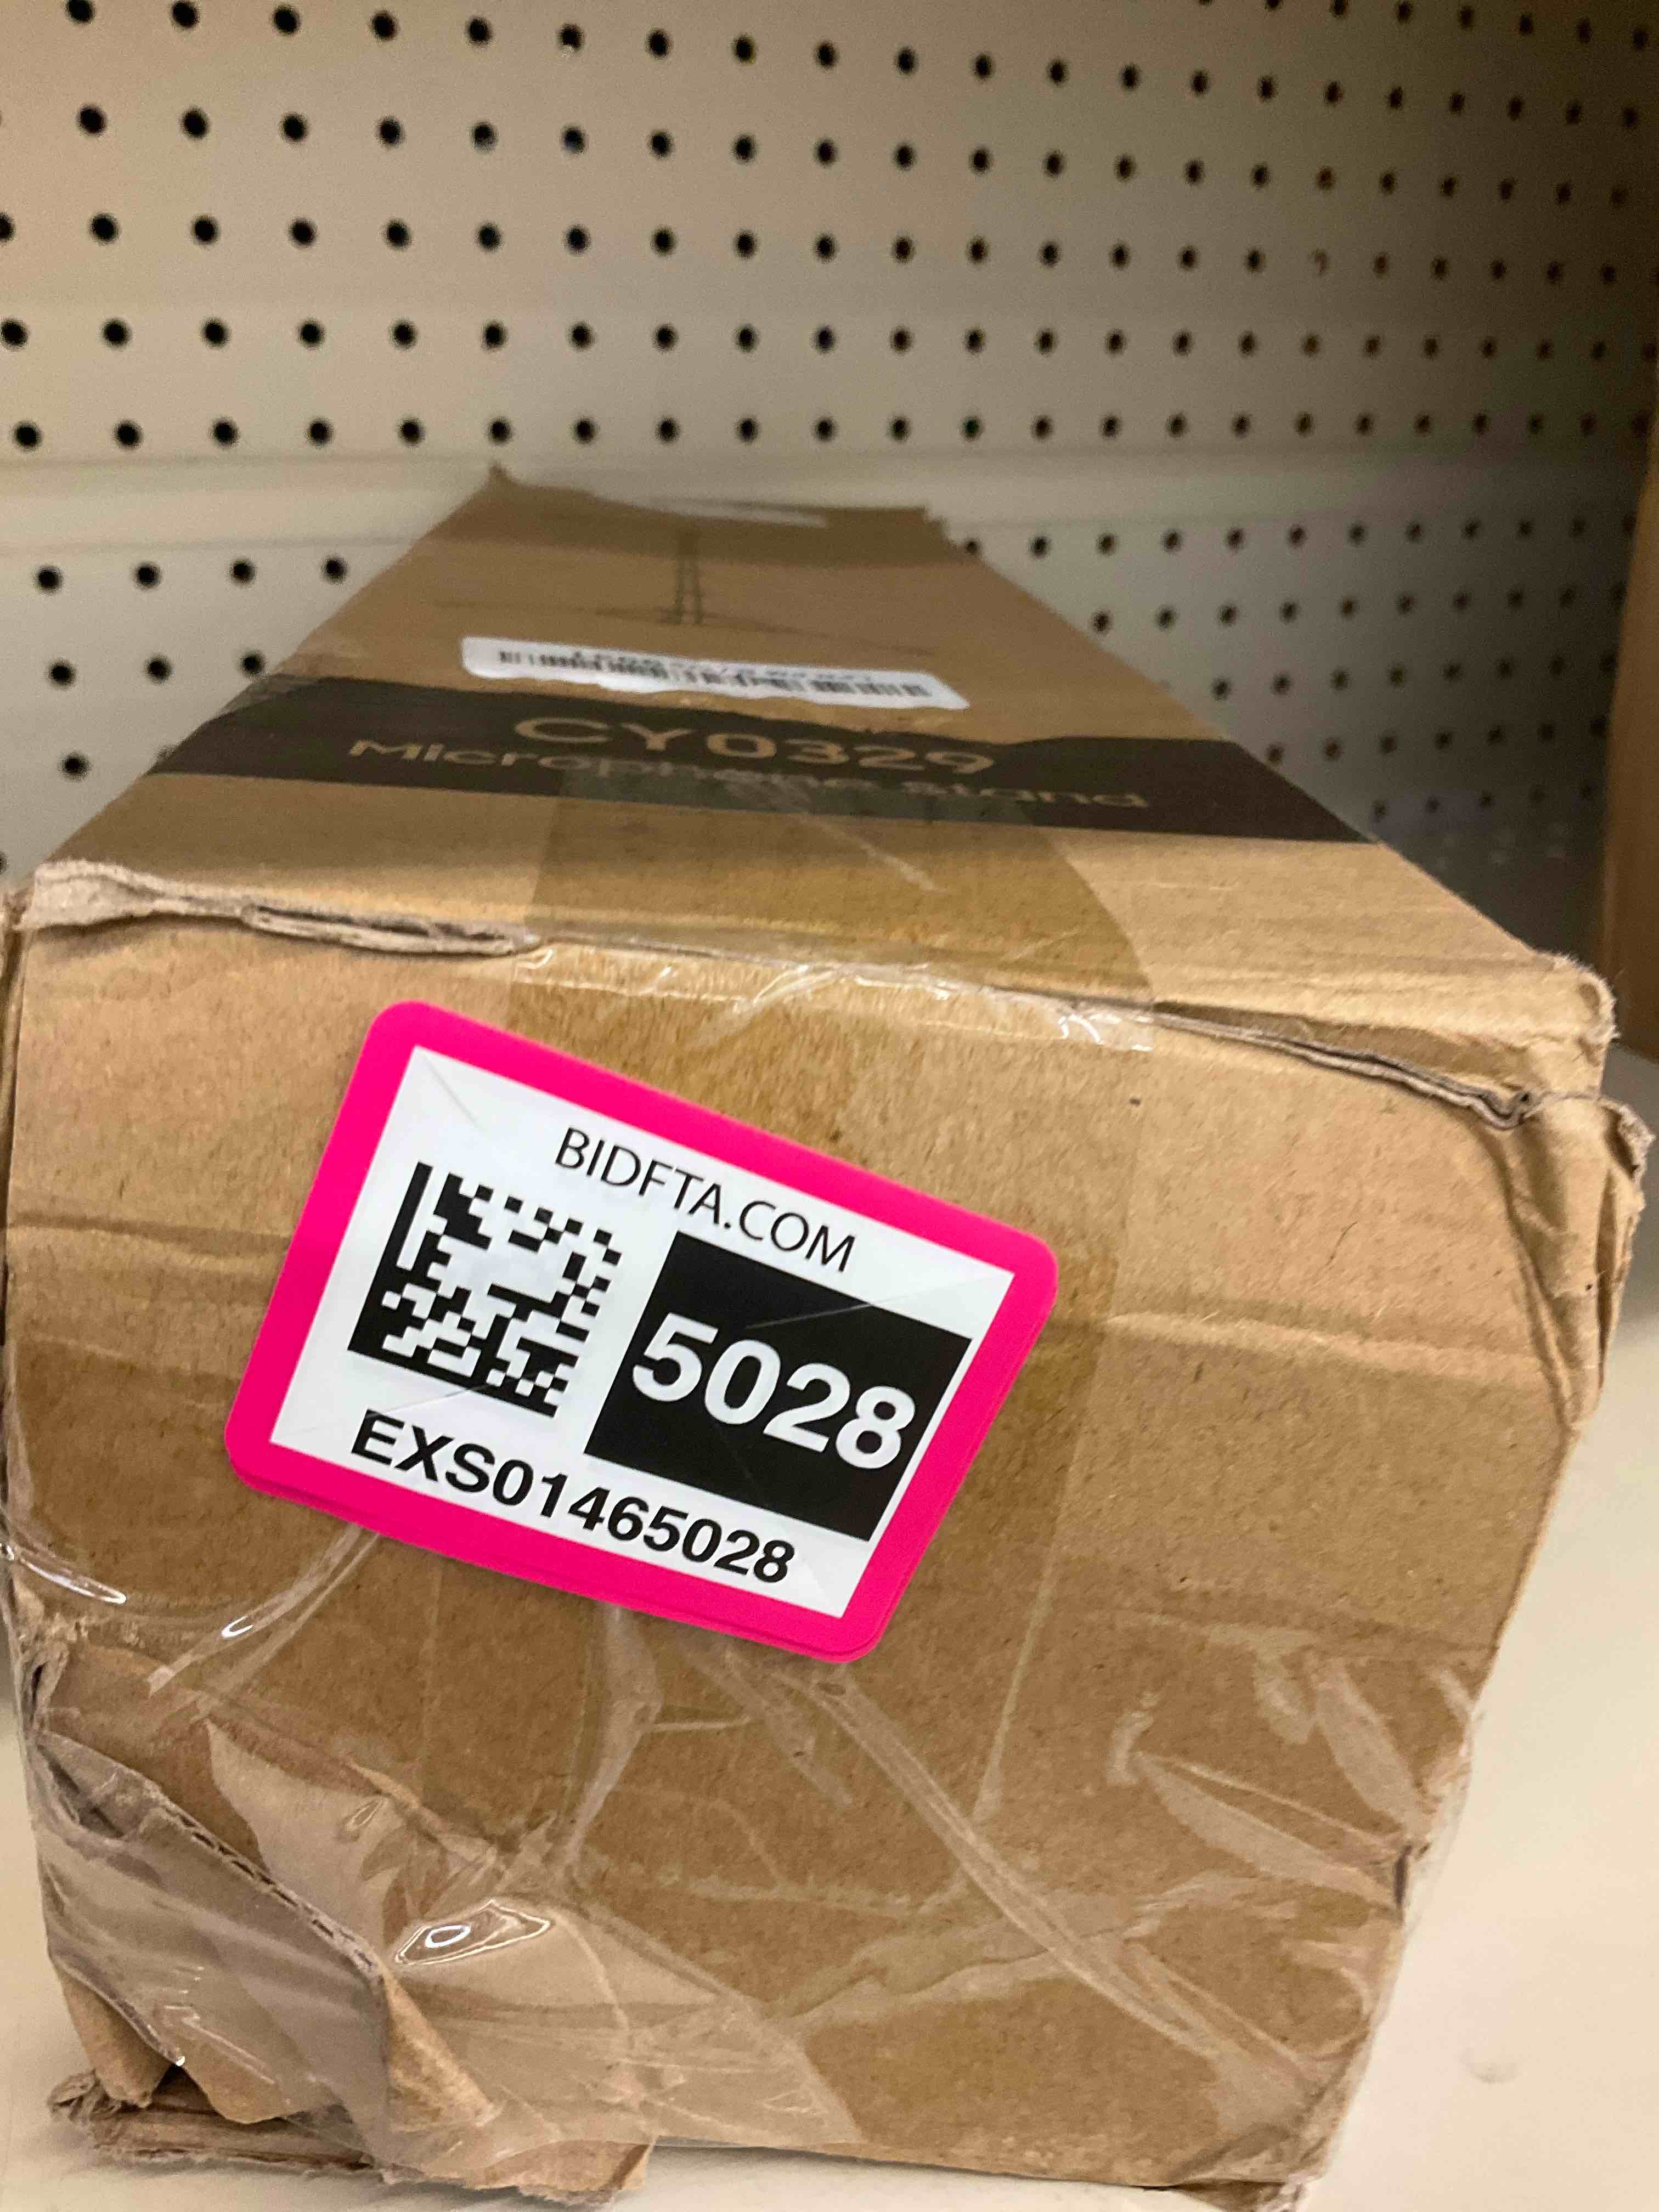 CY0329
Microphone stand
BIDFTA.COM
5028
EXS01465028